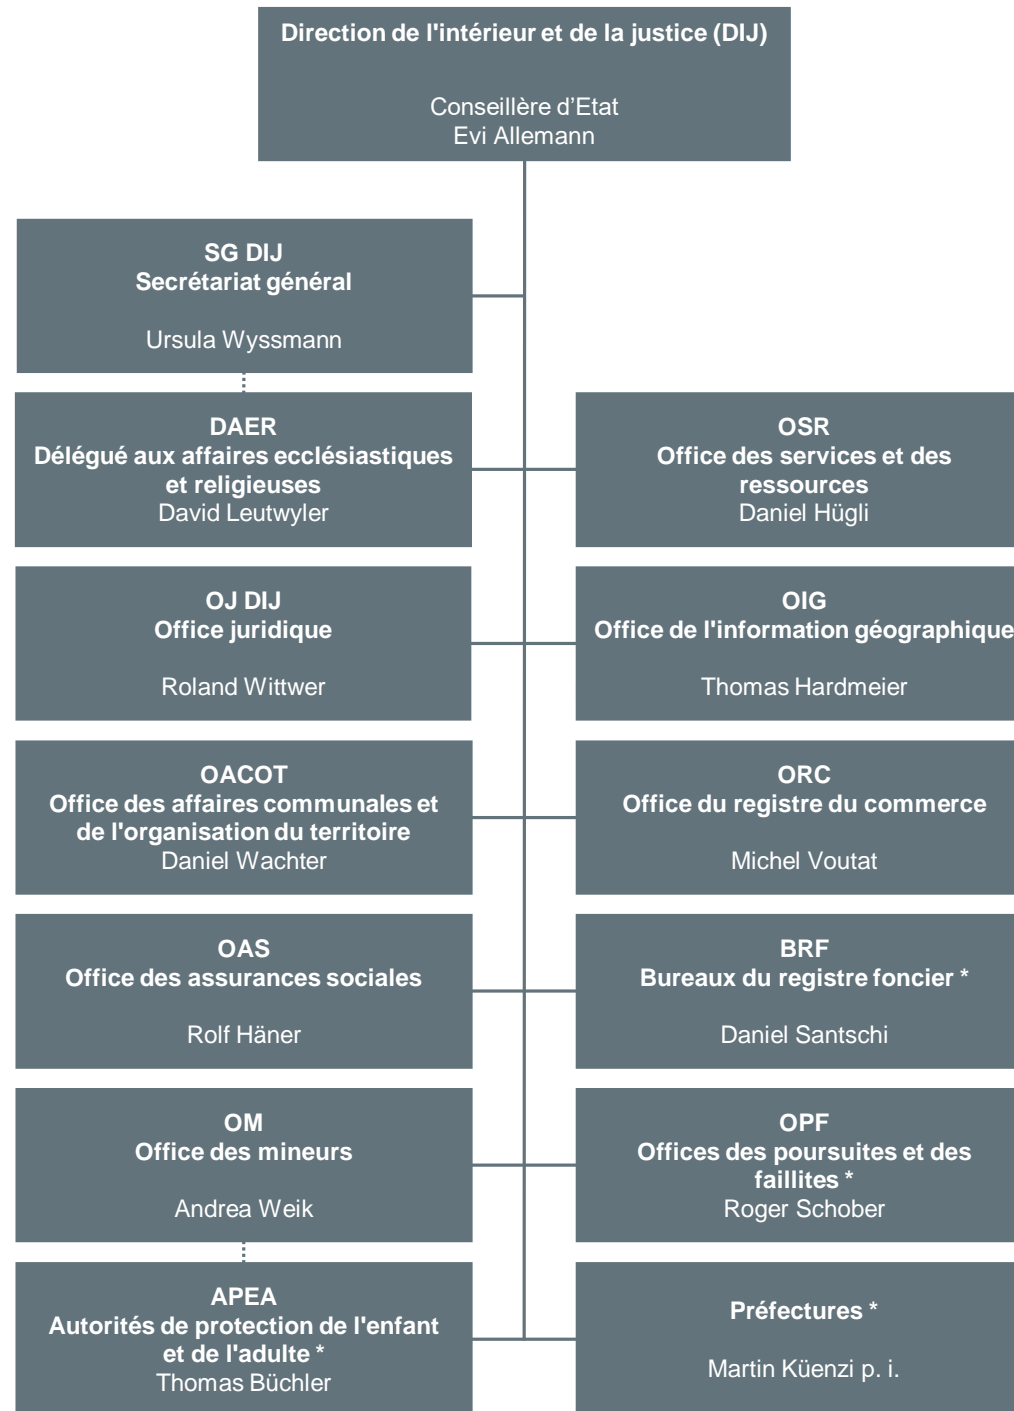 Direction de l'intérieur et de la justice (DIJ)
Conseillère d’Etat
Evi Allemann
SG DIJ
Secrétariat général
Ursula Wyssmann
DAER
Délégué aux affaires ecclésiastiques
et religieuses
David Leutwyler
OSR
Office des services et des
ressources
Daniel Hügli
OJ DIJ
Office juridique
Roland Wittwer
OIG
Office de l'information géographique
Thomas Hardmeier
OACOT
Office des affaires communales et
de l'organisation du territoire
Daniel Wachter
ORC
Office du registre du commerce
Michel Voutat
OAS
Office des assurances sociales
Rolf Häner
BRF
Bureaux du registre foncier *
Daniel Santschi
OM
Office des mineurs
Andrea Weik
OPF
Offices des poursuites et des
faillites *
Roger Schober
APEA
Autorités de protection de l'enfant
et de l'adulte *
Thomas Büchler
Préfectures *
Martin Küenzi p. i.